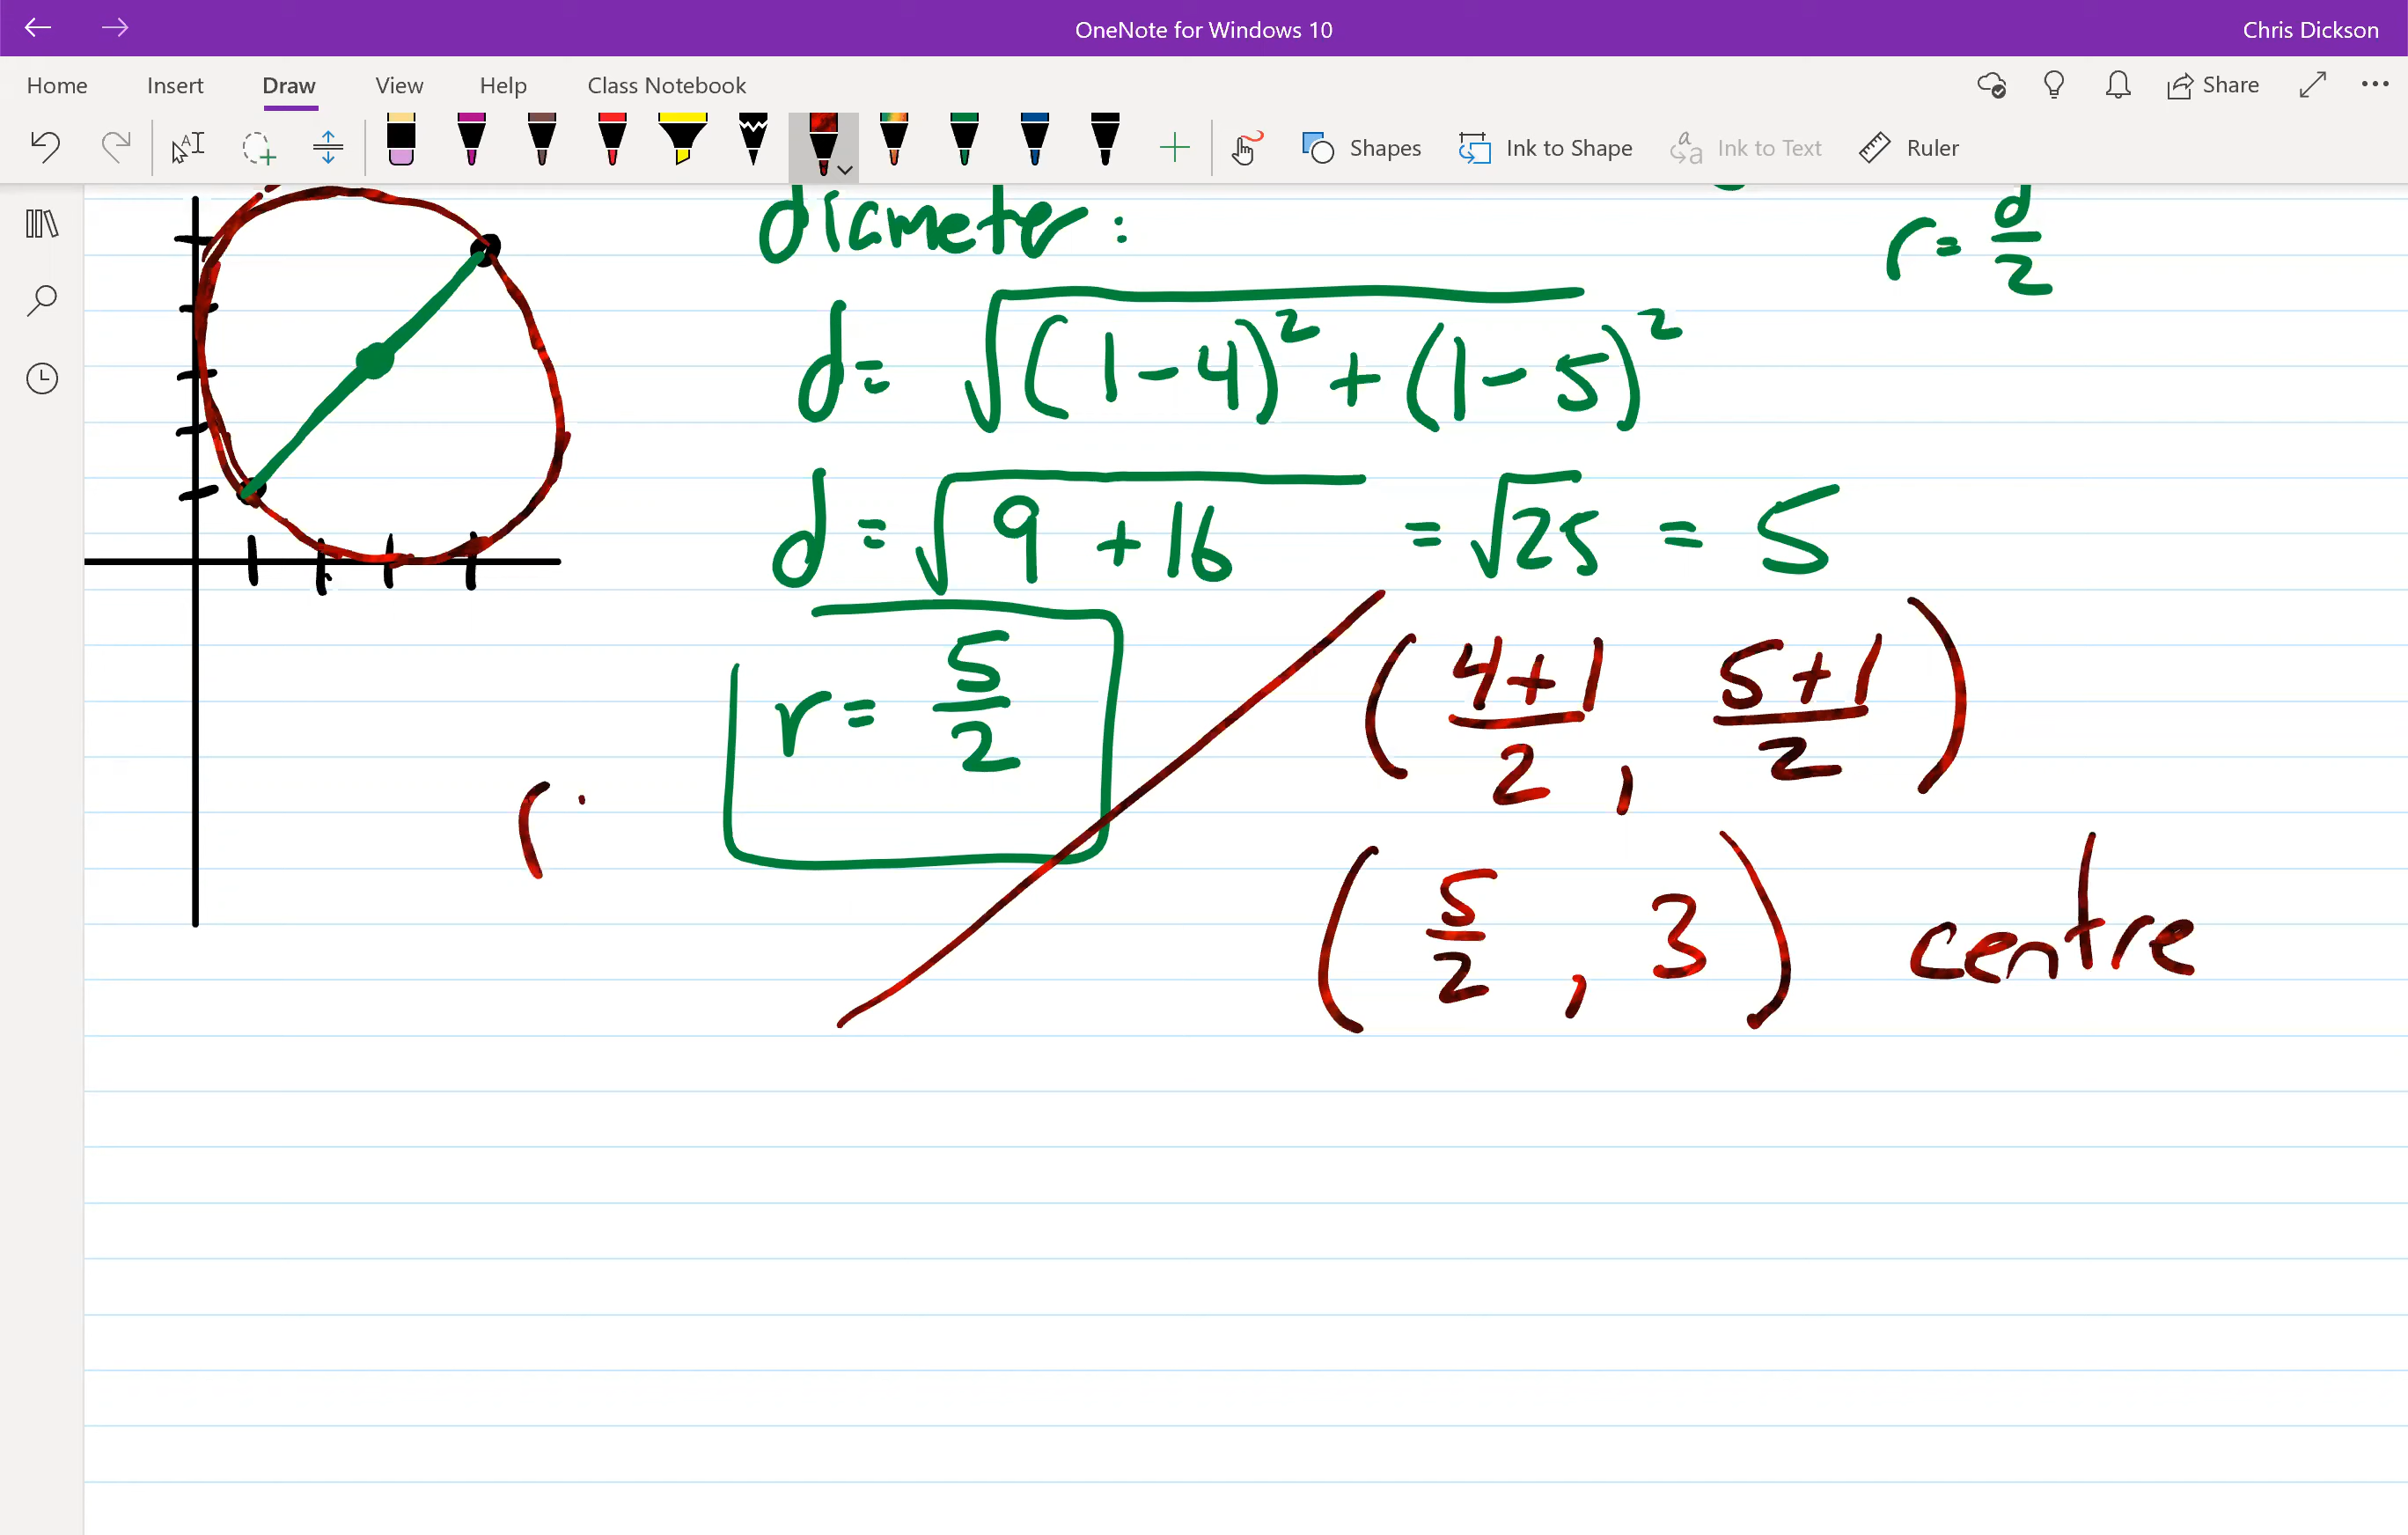 OneNote for Windows 10
Chris Dickson
Home Insert Draw View Help Class Notebook Share
Shapes Ink to Shape Ink to Text Ruler
diameter :
r = d/2
d = √((1-4)² + (1-5)²)
d = √(9 + 16) = √25 = 5
r = 5/2
( (4+1)/2 , (5+1)/2 )
(
( 5/2 , 3 ) centre